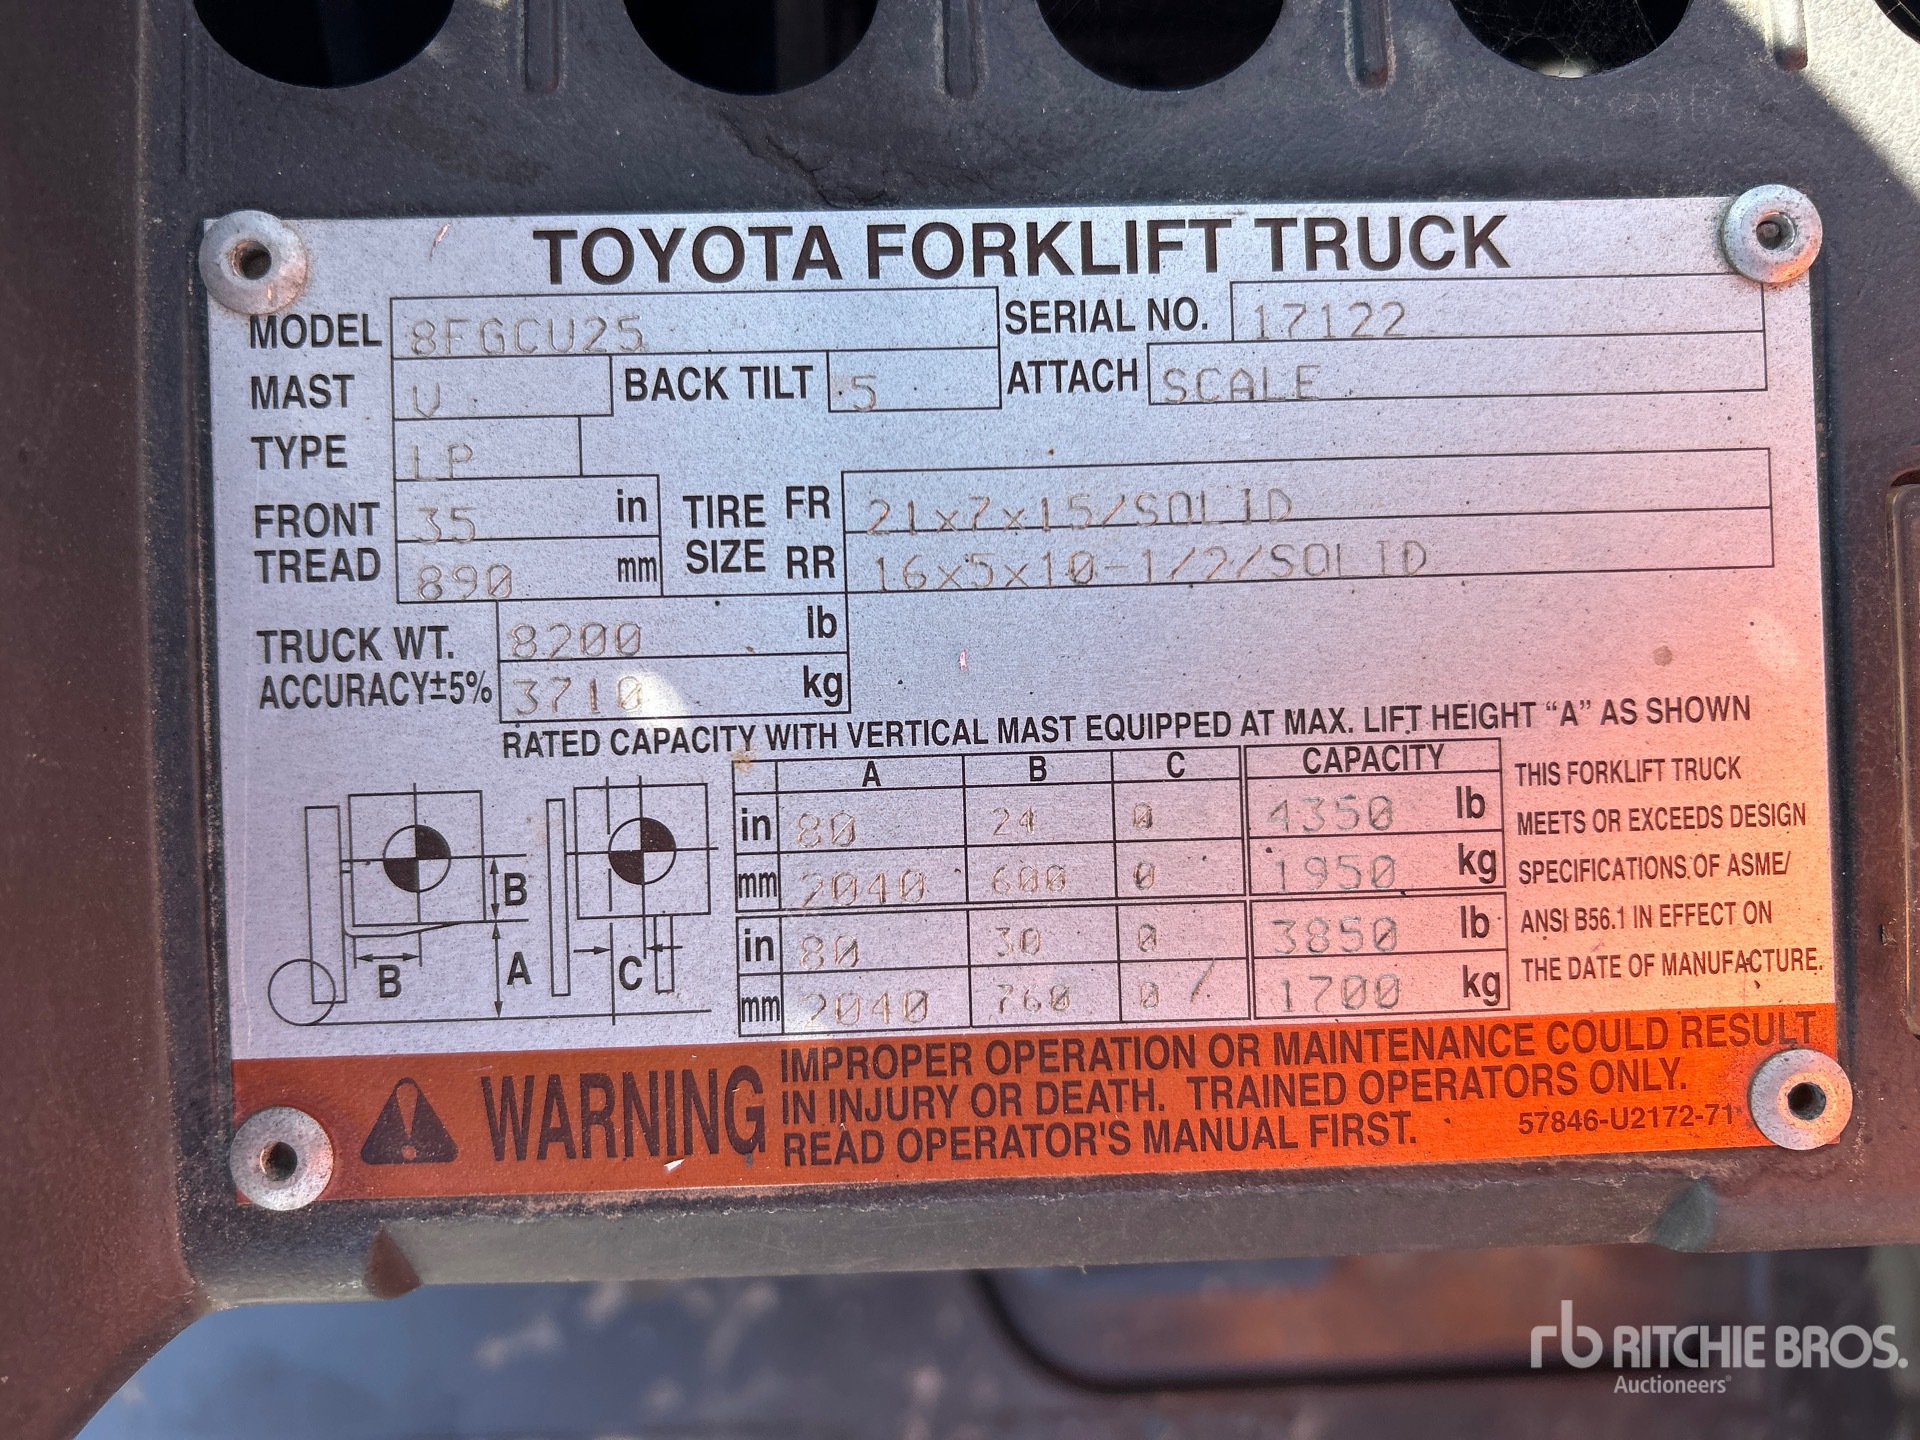 TOYOTA FORKLIFT TRUCK
MODEL 8FGCU25 SERIAL NO. 17122
MAST V BACK TILT 5 ATTACH SCALE
TYPE LP
FRONT TREAD 35 in TIRE SIZE FR 21x7x15/SOLID
890 mm RR 16x5x10-1/2/SOLID
TRUCK WT. 8200 lb
ACCURACY±5% 3710 kg
RATED CAPACITY WITH VERTICAL MAST EQUIPPED AT MAX. LIFT HEIGHT “A” AS SHOWN
A B C CAPACITY
in 80 24 0 4350 lb
mm 2040 600 0 1950 kg
in 80 30 0 3850 lb
mm 2040 760 0 1700 kg
B
B A C
THIS FORKLIFT TRUCK
MEETS OR EXCEEDS DESIGN
SPECIFICATIONS OF ASME/
ANSI B56.1 IN EFFECT ON
THE DATE OF MANUFACTURE.
WARNING
IMPROPER OPERATION OR MAINTENANCE COULD RESULT
IN INJURY OR DEATH. TRAINED OPERATORS ONLY.
READ OPERATOR'S MANUAL FIRST.
57846-U2172-71
rb RITCHIE BROS.
Auctioneers